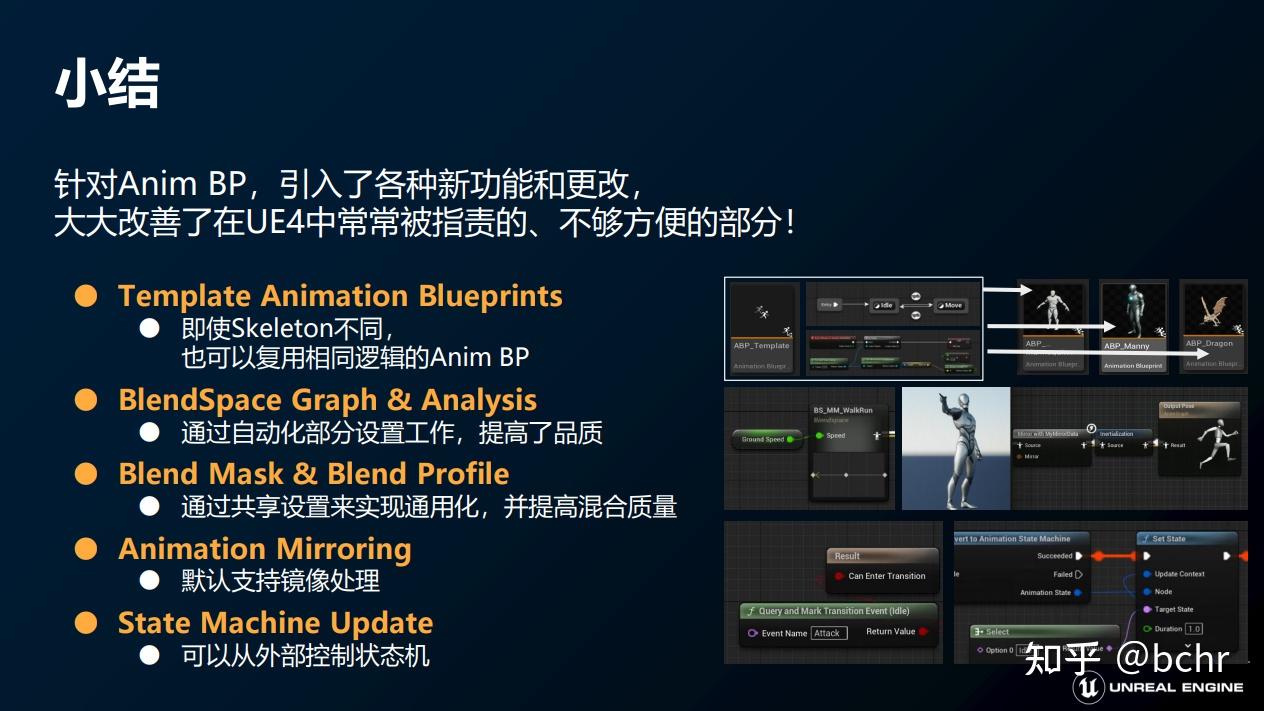 小结
针对Anim BP，引入了各种新功能和更改，
大大改善了在UE4中常常被指责的、不够方便的部分！
● Template Animation Blueprints
● 即使Skeleton不同，
也可以复用相同逻辑的Anim BP
● BlendSpace Graph & Analysis
● 通过自动化部分设置工作，提高了品质
● Blend Mask & Blend Profile
● 通过共享设置来实现通用化，并提高混合质量
● Animation Mirroring
● 默认支持镜像处理
● State Machine Update
● 可以从外部控制状态机
ABP_Template
Animation Bluepr..
Entry
Idle
Move
ABP_...
Animation Bluepr..
ABP_Manny
Animation Blueprint
ABP_Dragon
Animation Bluepr..
BS_MM_WalkRun
Blendspace
Ground Speed
Speed
Mirror with MyMirrorData
Source
Mirror
Inertialization
Source
Output Pose
AnimGraph
Result
Result
Can Enter Transition
Query and Mark Transition Event (Idle)
Event Name Attack
Return Value
vert to Animation State Machine
Succeeded
Failed
Animation State
Set State
Update Context
Node
Target State
Duration 1.0
Select
Option 0
知乎 @bchr
UNREAL ENGINE